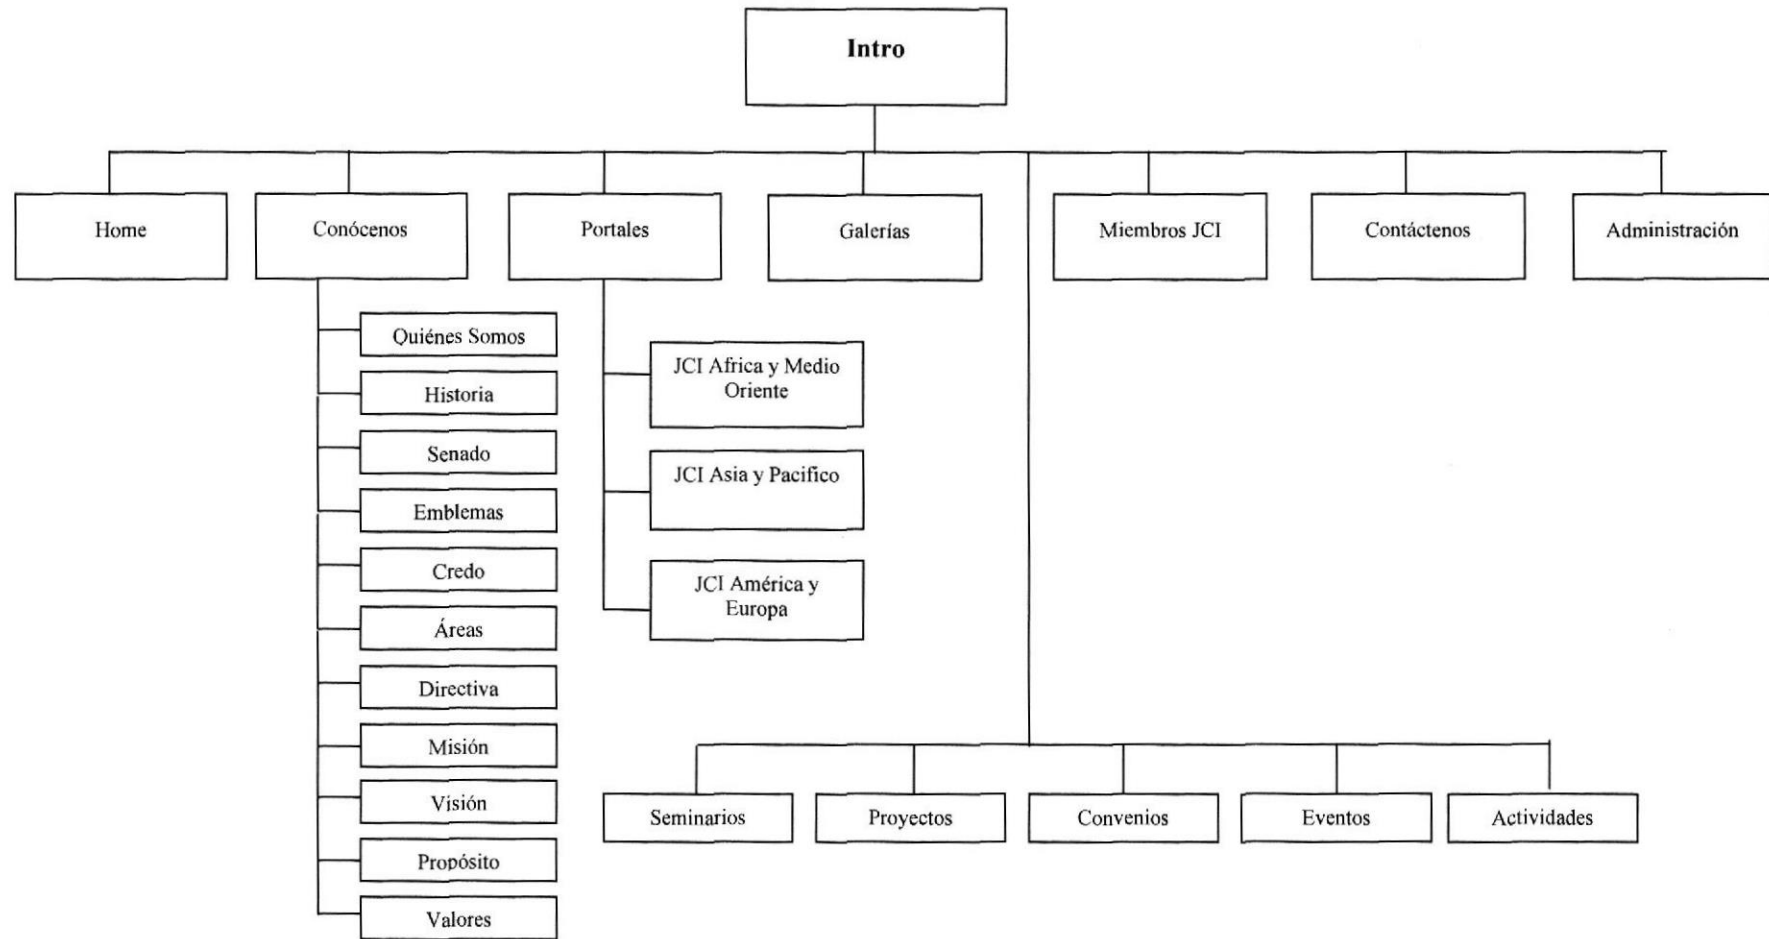 Intro
Home
Conócenos
Portales
Galerías
Miembros JCI
Contáctenos
Administración
Quiénes Somos
Historia
Senado
Emblemas
Credo
Áreas
Directiva
Misión
Visión
Propósito
Valores
JCI Africa y Medio
Oriente
JCI Asia y Pacifico
JCI América y
Europa
Seminarios
Proyectos
Convenios
Eventos
Actividades